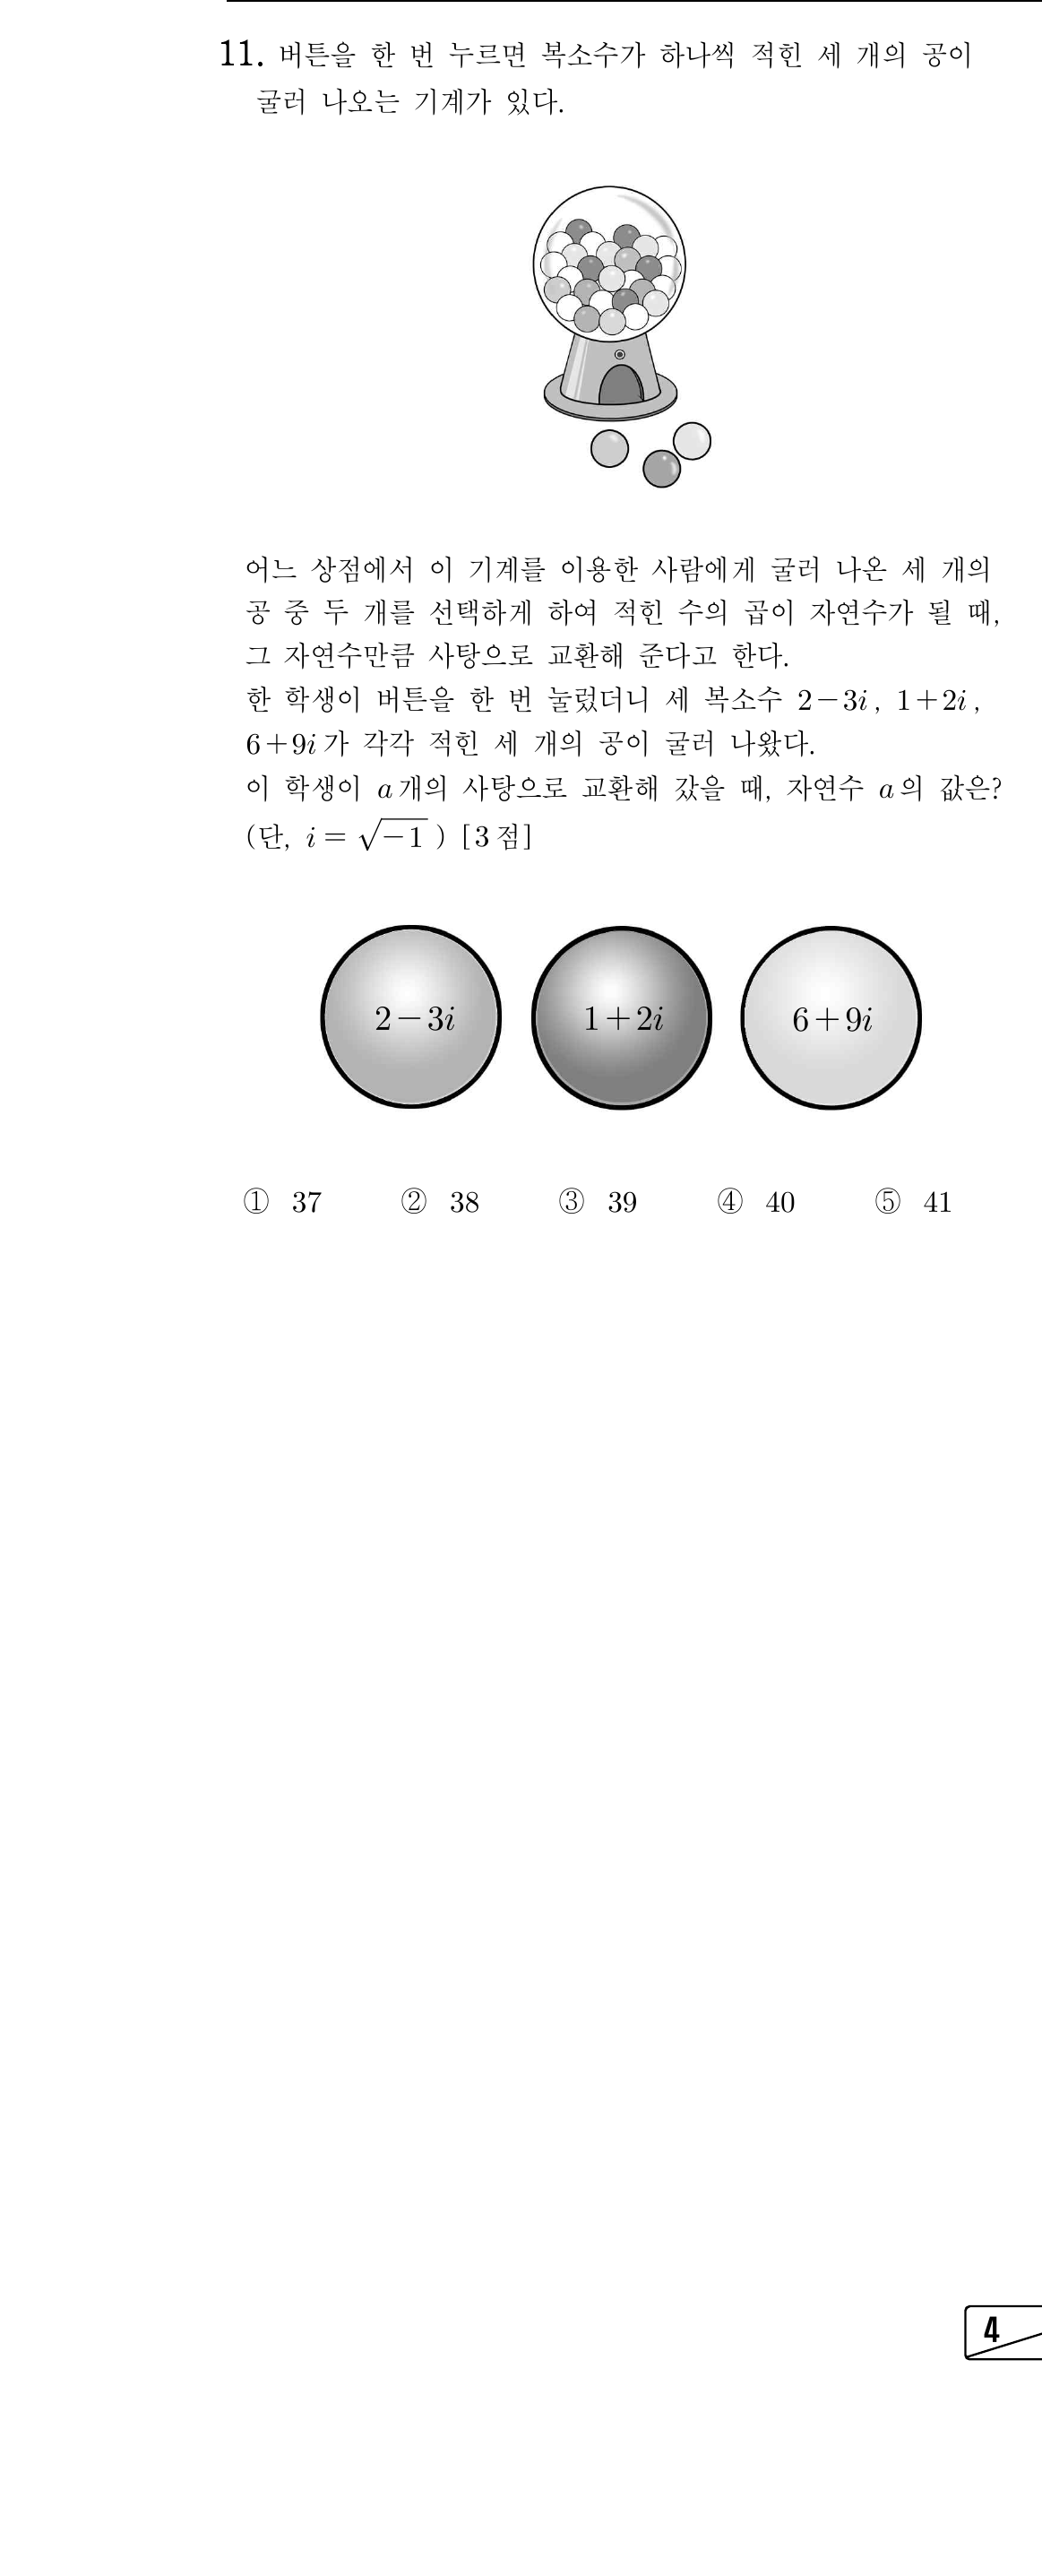 11. 버튼을 한 번 누르면 복소수가 하나씩 적힌 세 개의 공이
굴러 나오는 기계가 있다.
어느 상점에서 이 기계를 이용한 사람에게 굴러 나온 세 개의
공 중 두 개를 선택하게 하여 적힌 수의 곱이 자연수가 될 때,
그 자연수만큼 사탕으로 교환해 준다고 한다.
한 학생이 버튼을 한 번 눌렀더니 세 복소수 2-3i, 1+2i,
6+9i가 각각 적힌 세 개의 공이 굴러 나왔다.
이 학생이 a개의 사탕으로 교환해 갔을 때, 자연수 a의 값은?
(단, i=√-1) [3점]
2-3i 1+2i 6+9i
① 37 ② 38 ③ 39 ④ 40 ⑤ 41
4